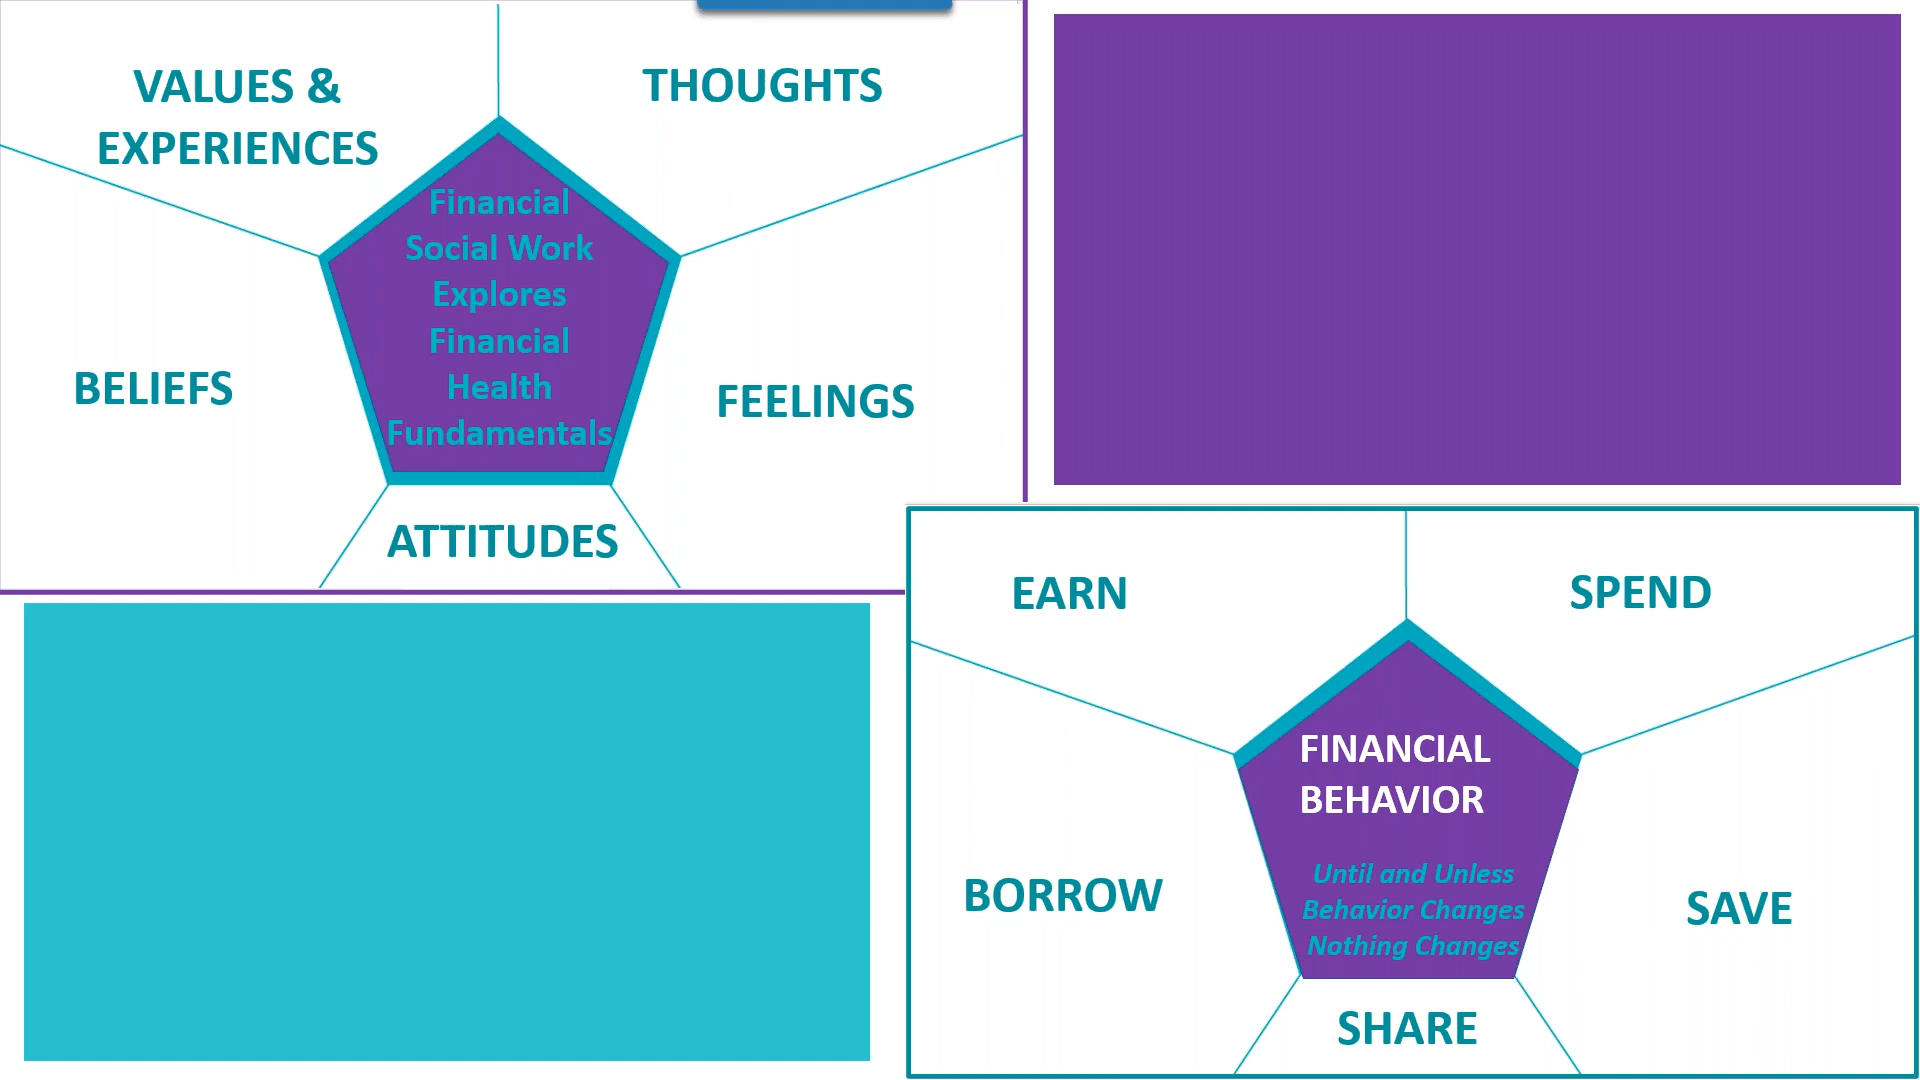 VALUES &
EXPERIENCES
THOUGHTS
Financial
Social Work
Explores
Financial
Health
Fundamentals
BELIEFS
FEELINGS
ATTITUDES
EARN
SPEND
FINANCIAL
BEHAVIOR
Until and Unless
Behavior Changes
Nothing Changes
BORROW
SAVE
SHARE